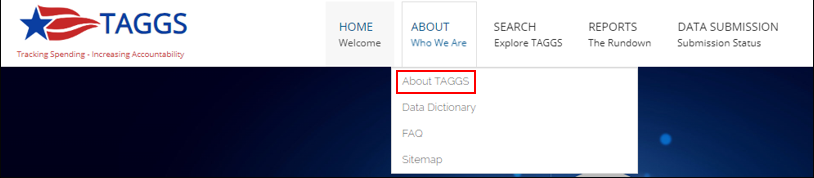 TAGGS
Tracking Spending - Increasing Accountability
HOME
Welcome
ABOUT
Who We Are
SEARCH
Explore TAGGS
REPORTS
The Rundown
DATA SUBMISSION
Submission Status
About TAGGS
Data Dictionary
FAQ
Sitemap